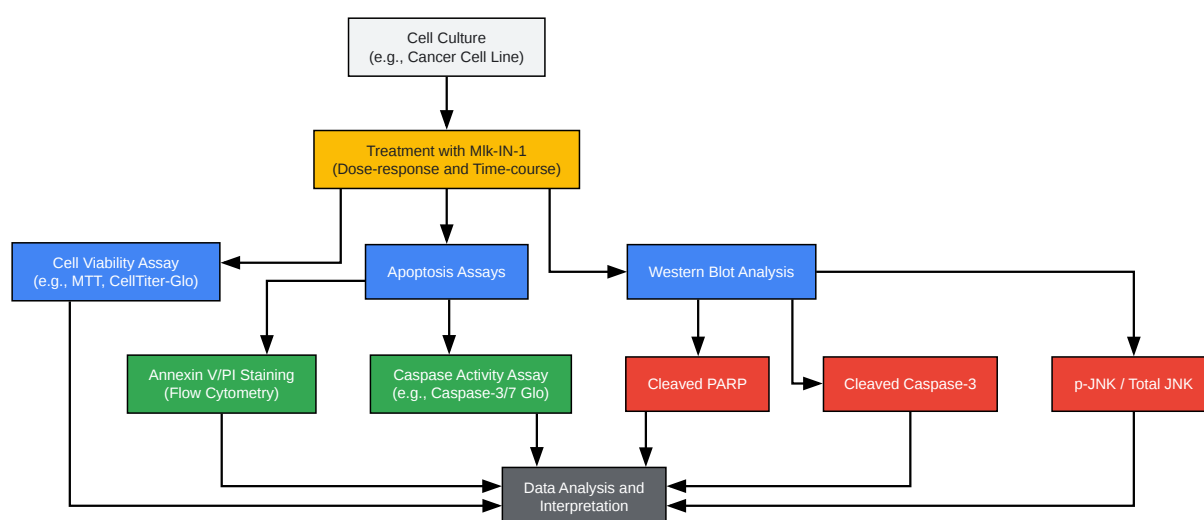 Cell Culture
(e.g., Cancer Cell Line)
Treatment with Mlk-IN-1
(Dose-response and Time-course)
Cell Viability Assay
(e.g., MTT, CellTiter-Glo)
Apoptosis Assays
Western Blot Analysis
Annexin V/PI Staining
(Flow Cytometry)
Caspase Activity Assay
(e.g., Caspase-3/7 Glo)
Cleaved PARP
Cleaved Caspase-3
p-JNK / Total JNK
Data Analysis and
Interpretation